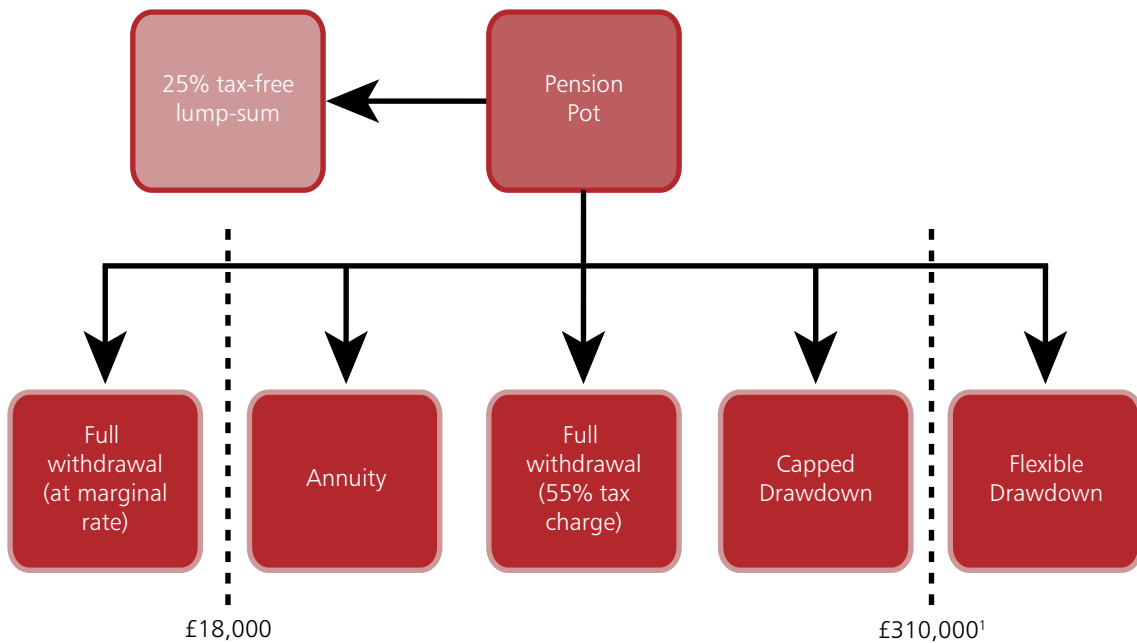 25% tax-free
lump-sum
Pension
Pot
Full
withdrawal
(at marginal
rate)
Annuity
Full
withdrawal
(55% tax
charge)
Capped
Drawdown
Flexible
Drawdown
£18,000
£310,000¹